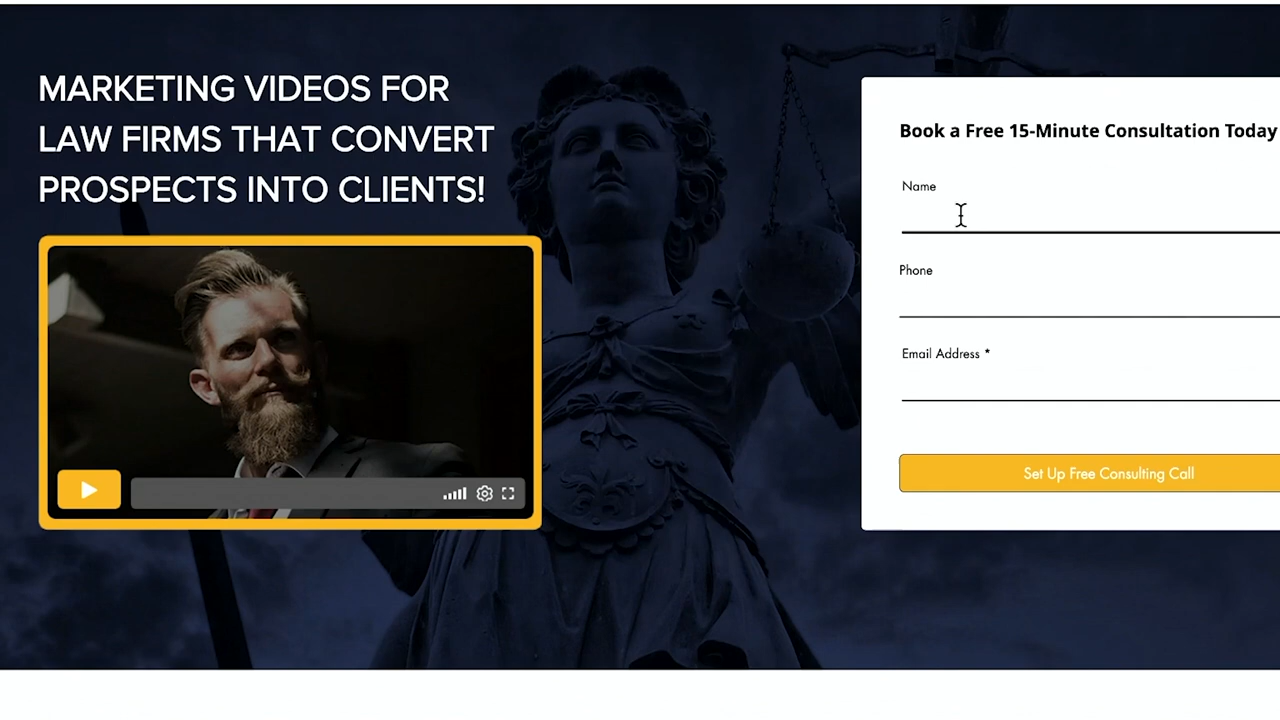 MARKETING VIDEOS FOR
LAW FIRMS THAT CONVERT
PROSPECTS INTO CLIENTS!
Book a Free 15-Minute Consultation Today
Name
Phone
Email Address *
Set Up Free Consulting Call